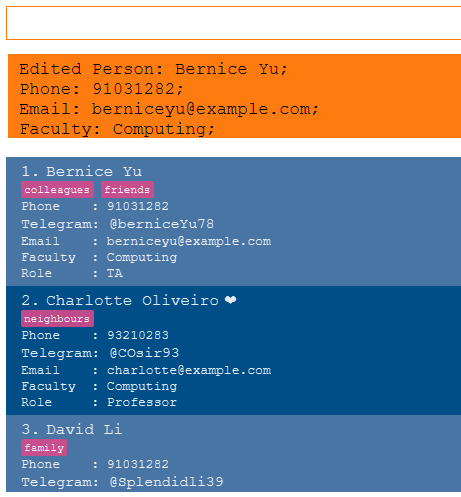 Edited Person: Bernice Yu;
Phone: 91031282;
Email: berniceyu@example.com;
Faculty: Computing;
1. Bernice Yu
colleagues friends
Phone : 91031282
Telegram: @berniceYu78
Email : berniceyu@example.com
Faculty : Computing
Role : TA
2. Charlotte Oliveiro ❤
neighbours
Phone : 93210283
Telegram: @COsir93
Email : charlotte@example.com
Faculty : Computing
Role : Professor
3. David Li
family
Phone : 91031282
Telegram: @Splendidli39